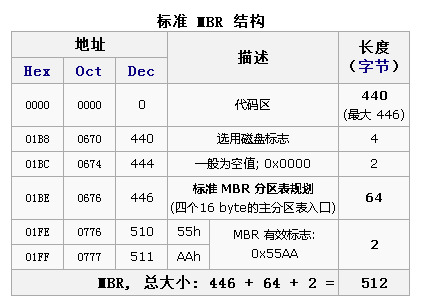 标准 MBR 结构
地址
描述
长度
(字节)
Hex
Oct
Dec
0000
0000
0
代码区
440
(最大 446)
01B8
0670
440
选用磁盘标志
4
01BC
0674
444
一般为空值; 0x0000
2
01BE
0676
446
标准 MBR 分区表规划
(四个16 byte的主分区表入口)
64
01FE
0776
510
55h
MBR 有效标志:
0x55AA
2
01FF
0777
511
AAh
MBR, 总大小: 446 + 64 + 2 =
512